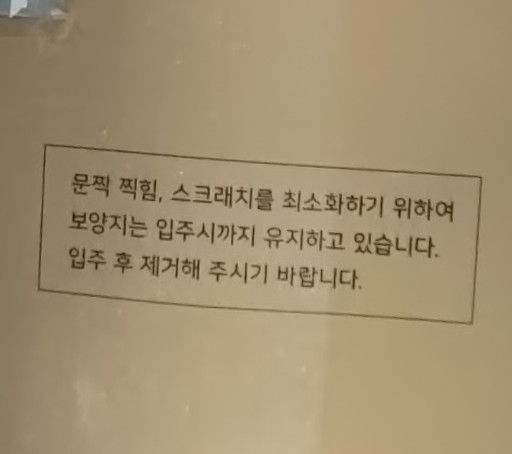 문짝 찍힘, 스크래치를 최소화하기 위하여
보양지는 입주시까지 유지하고 있습니다.
입주 후 제거해 주시기 바랍니다.